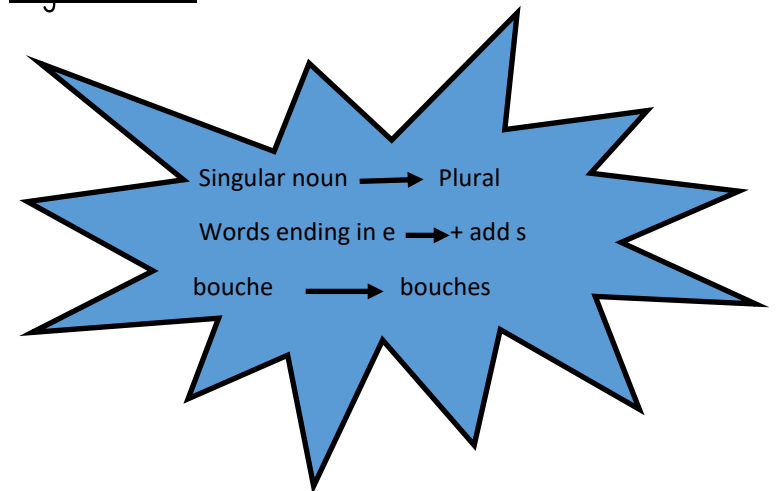 Singular noun → Plural
Words ending in e → + add s
bouche → bouches